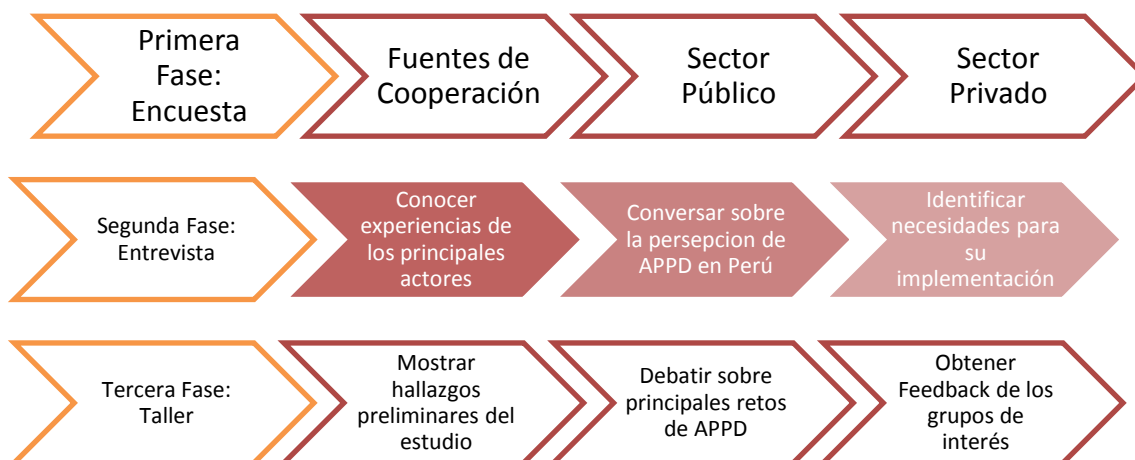 Primera
Fase:
Encuesta
Fuentes de
Cooperación
Sector
Público
Sector
Privado
Segunda Fase:
Entrevista
Conocer
experiencias de
los principales
actores
Conversar sobre
la persepcion de
APPD en Perú
Identificar
necesidades para
su
implementación
Tercera Fase:
Taller
Mostrar
hallazgos
preliminares del
estudio
Debatir sobre
principales retos
de APPD
Obtener
Feedback de los
grupos de
interés